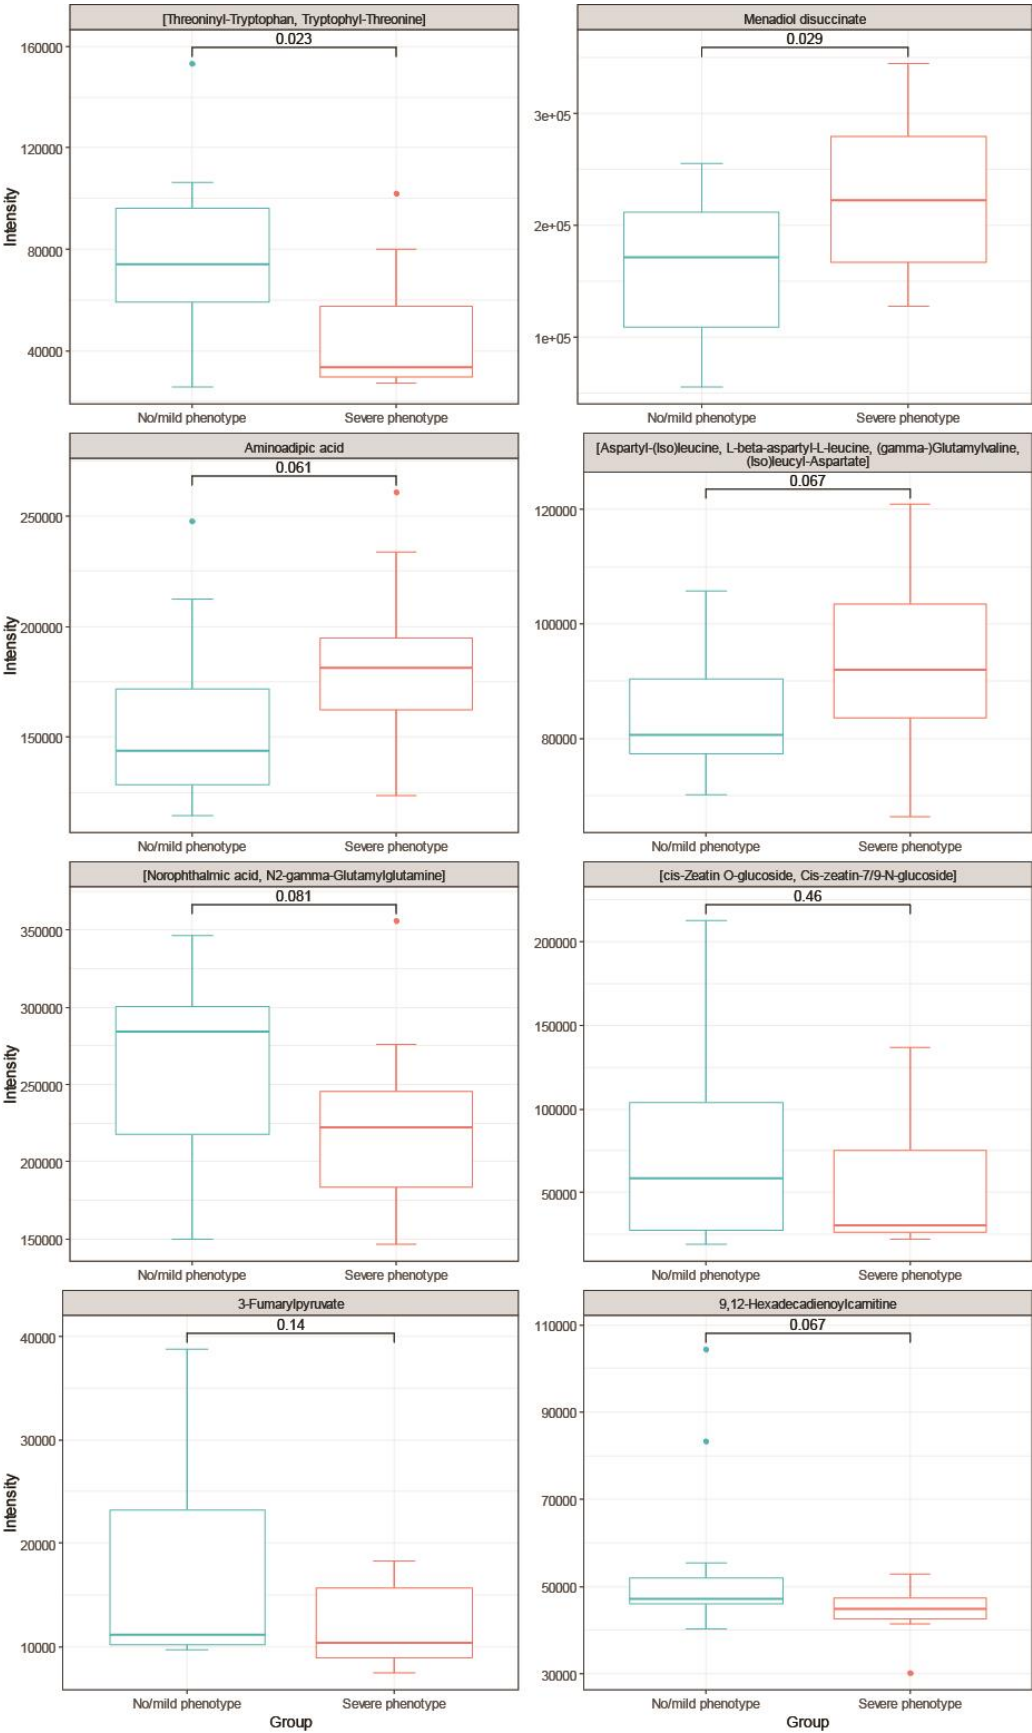 [Threoninyl-Tryptophan, Tryptophyl-Threonine]
0.023
Intensity
160000
120000
80000
40000
No/mild phenotype
Severe phenotype
Menadiol disuccinate
0.029
3e+05
2e+05
1e+05
No/mild phenotype
Severe phenotype
Aminoadipic acid
0.061
Intensity
250000
200000
150000
No/mild phenotype
Severe phenotype
[Aspartyl-(Iso)leucine, L-beta-aspartyl-L-leucine, (gamma-)Glutamylvaline,
(Iso)leucyl-Aspartate]
0.067
120000
100000
80000
No/mild phenotype
Severe phenotype
[Norophthalmic acid, N2-gamma-Glutamylglutamine]
0.081
Intensity
350000
300000
250000
200000
150000
No/mild phenotype
Severe phenotype
[cis-Zeatin O-glucoside, Cis-zeatin-7/9-N-glucoside]
0.46
200000
150000
100000
50000
No/mild phenotype
Severe phenotype
3-Fumarylpyruvate
0.14
Intensity
40000
30000
20000
10000
No/mild phenotype
Severe phenotype
Group
9,12-Hexadecadienoylcarnitine
0.067
110000
90000
70000
50000
30000
No/mild phenotype
Severe phenotype
Group